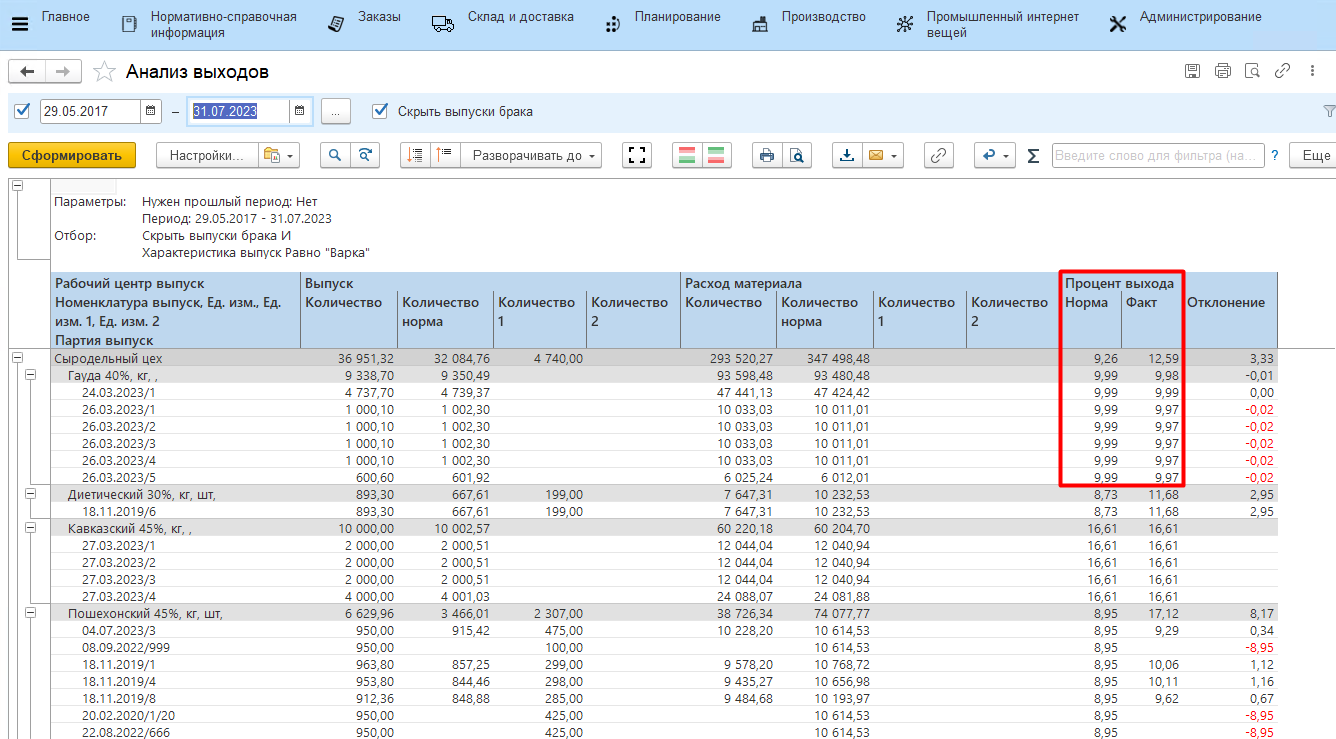 Главное
Нормативно-справочная информация
Заказы
Склад и доставка
Планирование
Производство
Промышленный интернет вещей
Администрирование
Анализ выходов
29.05.2017 – 31.07.2023 ... Скрыть выпуски брака
Сформировать Настройки... Разворачивать до Σ Введите слово для фильтра (на... ? Еще
Параметры: Нужен прошлый период: Нет
Период: 29.05.2017 - 31.07.2023
Отбор: Скрыть выпуски брака И
Характеристика выпуск Равно "Варка"
Рабочий центр выпуск Выпуск Расход материала Процент выхода
Номенклатура выпуск, Ед. изм., Ед. Количество Количество Количество Количество Количество Количество Количество Количество Норма Факт Отклонение
изм. 1, Ед. изм. 2 норма 1 2 норма 1 2
Партия выпуск
Сыродельный цех 36 951,32 32 084,76 4 740,00 293 520,27 347 498,48 9,26 12,59 3,33
Гауда 40%, кг, , 9 338,70 9 350,49 93 598,48 93 480,48 9,99 9,98 -0,01
24.03.2023/1 4 737,70 4 739,37 47 441,13 47 424,42 9,99 9,99 0,00
26.03.2023/1 1 000,10 1 002,30 10 033,03 10 011,01 9,99 9,97 -0,02
26.03.2023/2 1 000,10 1 002,30 10 033,03 10 011,01 9,99 9,97 -0,02
26.03.2023/3 1 000,10 1 002,30 10 033,03 10 011,01 9,99 9,97 -0,02
26.03.2023/4 1 000,10 1 002,30 10 033,03 10 011,01 9,99 9,97 -0,02
26.03.2023/5 600,60 601,92 6 025,24 6 012,01 9,99 9,97 -0,02
Диетический 30%, кг, шт, 893,30 667,61 199,00 7 647,31 10 232,53 8,73 11,68 2,95
18.11.2019/6 893,30 667,61 199,00 7 647,31 10 232,53 8,73 11,68 2,95
Кавказский 45%, кг, , 10 000,00 10 002,57 60 220,18 60 204,70 16,61 16,61
27.03.2023/1 2 000,00 2 000,51 12 044,04 12 040,94 16,61 16,61
27.03.2023/2 2 000,00 2 000,51 12 044,04 12 040,94 16,61 16,61
27.03.2023/3 2 000,00 2 000,51 12 044,04 12 040,94 16,61 16,61
27.03.2023/4 4 000,00 4 001,03 24 088,07 24 081,88 16,61 16,61
Пошехонский 45%, кг, шт, 6 629,96 3 466,01 2 307,00 38 726,34 74 077,77 8,95 17,12 8,17
04.07.2023/3 950,00 915,42 475,00 10 228,20 10 614,53 8,95 9,29 0,34
08.09.2022/999 950,00 100,00 10 614,53 8,95 -8,95
18.11.2019/1 963,80 857,25 299,00 9 578,20 10 768,72 8,95 10,06 1,12
18.11.2019/4 953,80 844,46 298,00 9 435,27 10 656,98 8,95 10,11 1,16
18.11.2019/8 912,36 848,88 285,00 9 484,68 10 193,97 8,95 9,62 0,67
20.02.2020/1/20 950,00 425,00 10 614,53 8,95 -8,95
22.08.2022/666 950,00 425,00 10 614,53 8,95 -8,95